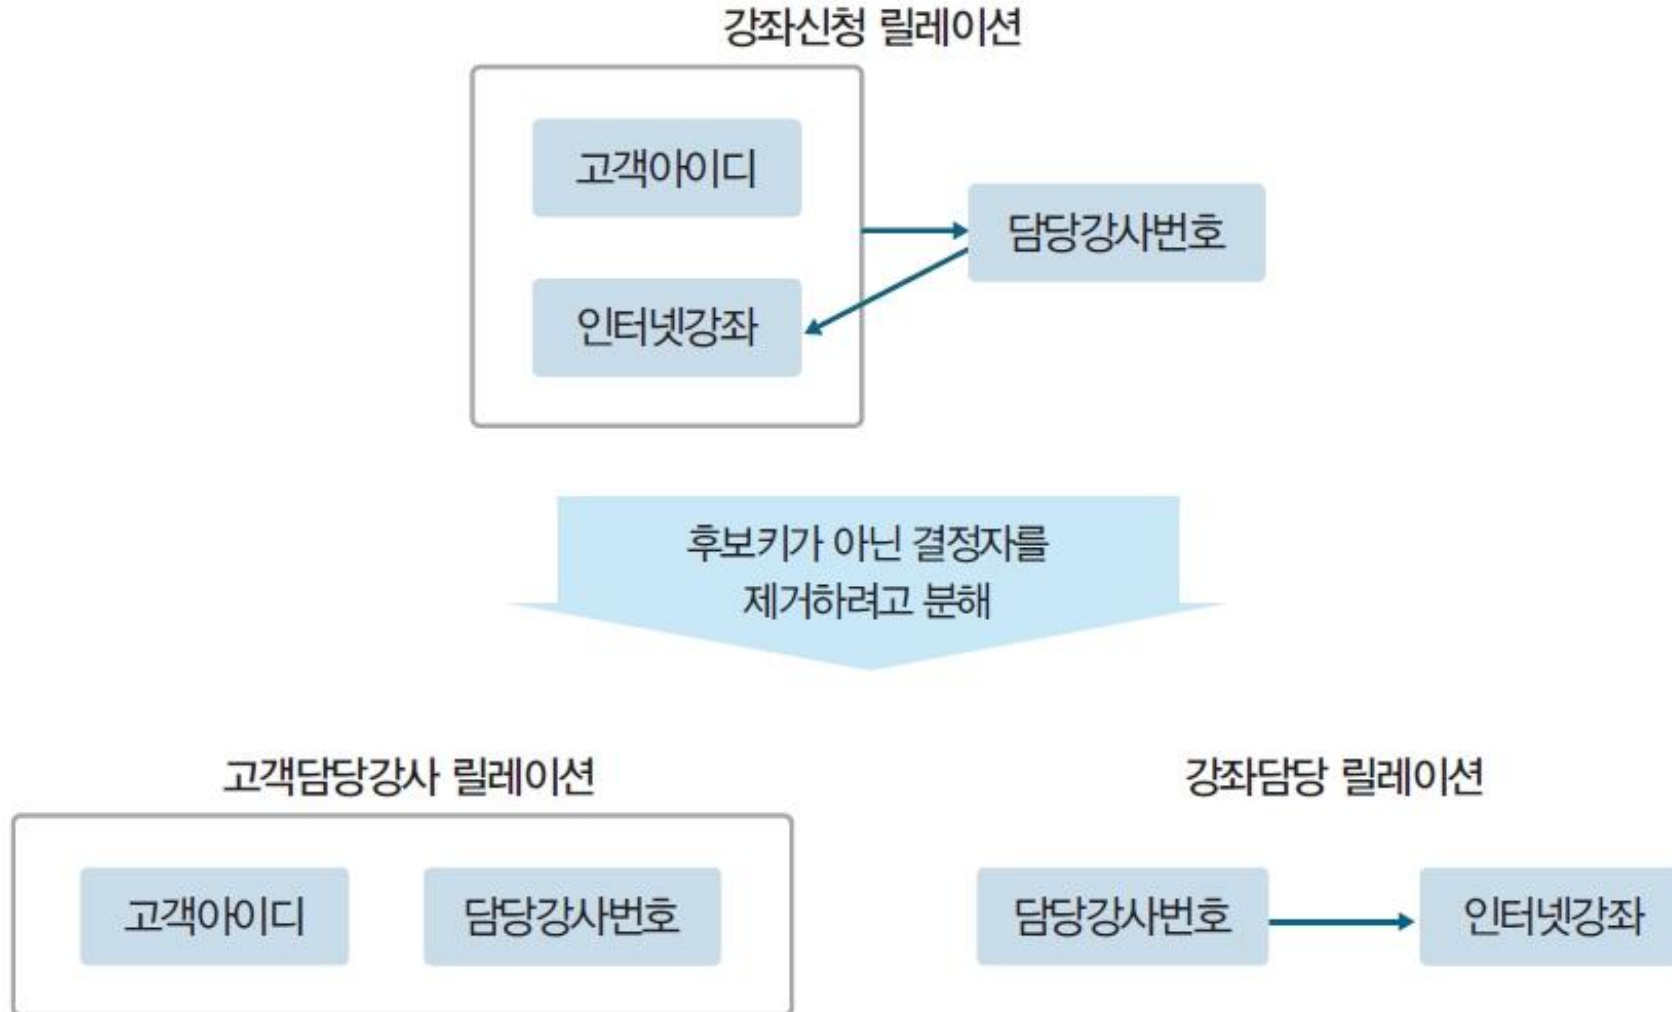 강좌신청 릴레이션
고객아이디
담당강사번호
인터넷강좌
후보키가 아닌 결정자를
제거하려고 분해
고객담당강사 릴레이션
강좌담당 릴레이션
고객아이디
담당강사번호
담당강사번호
인터넷강좌